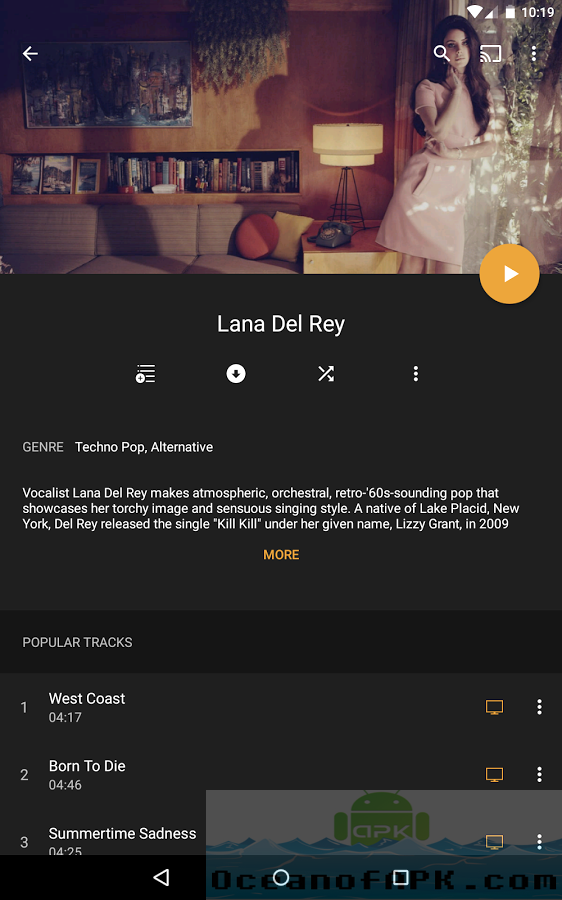 10:19
Lana Del Rey
GENRE Techno Pop, Alternative
Vocalist Lana Del Rey makes atmospheric, orchestral, retro-'60s-sounding pop that
showcases her torchy image and sensuous singing style. A native of Lake Placid, New
York, Del Rey released the single "Kill Kill" under her given name, Lizzy Grant, in 2009
MORE
POPULAR TRACKS
1 West Coast
04:17
2 Born To Die
04:46
3 Summertime Sadness
04:25
APK
OceanofAPK.com